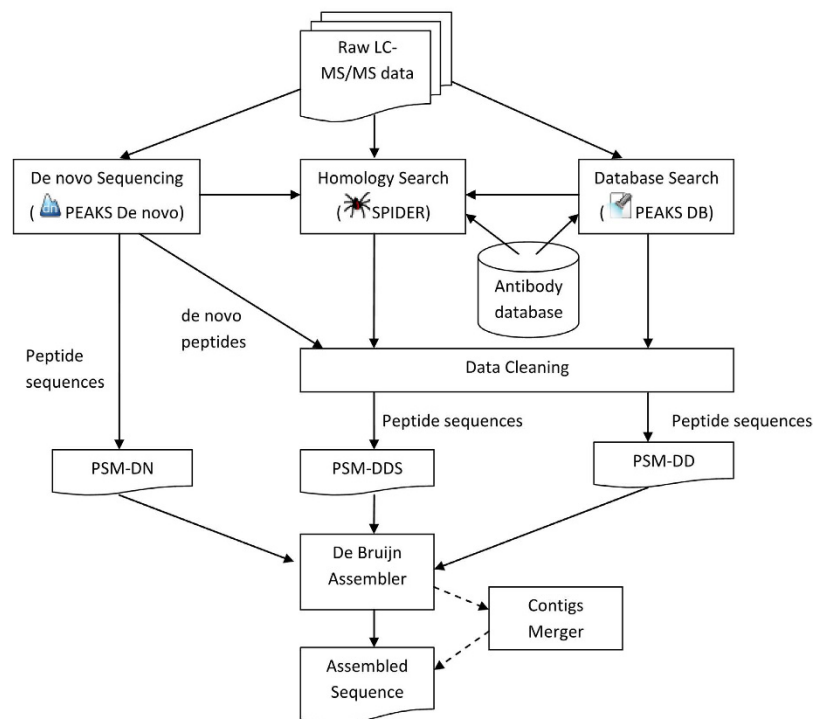 Raw LC-
MS/MS data
De novo Sequencing
( dn PEAKS De novo)
Homology Search
( SPIDER)
Database Search
( PEAKS DB)
Antibody
database
de novo
peptides
Peptide
sequences
Data Cleaning
Peptide sequences
Peptide sequences
PSM-DN
PSM-DDS
PSM-DD
De Bruijn
Assembler
Contigs
Merger
Assembled
Sequence